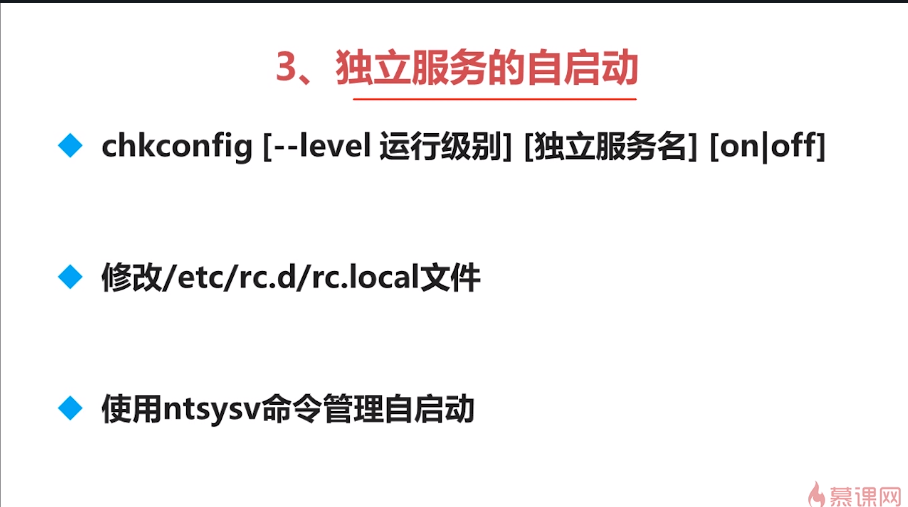 3、独立服务的自启动
chkconfig [--level 运行级别] [独立服务名] [on|off]
修改/etc/rc.d/rc.local文件
使用ntsysv命令管理自启动
慕课网